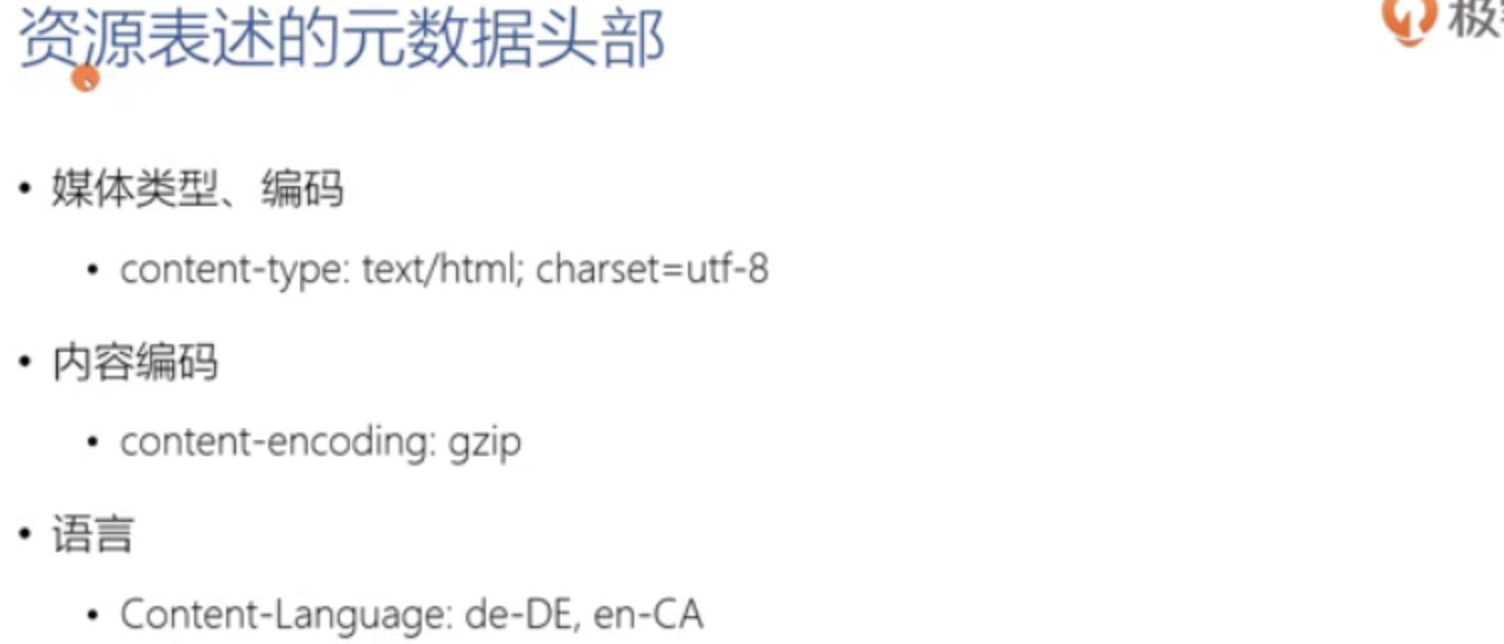 资源表述的元数据头部
极
• 媒体类型、编码
• content-type: text/html; charset=utf-8
• 内容编码
• content-encoding: gzip
• 语言
• Content-Language: de-DE, en-CA